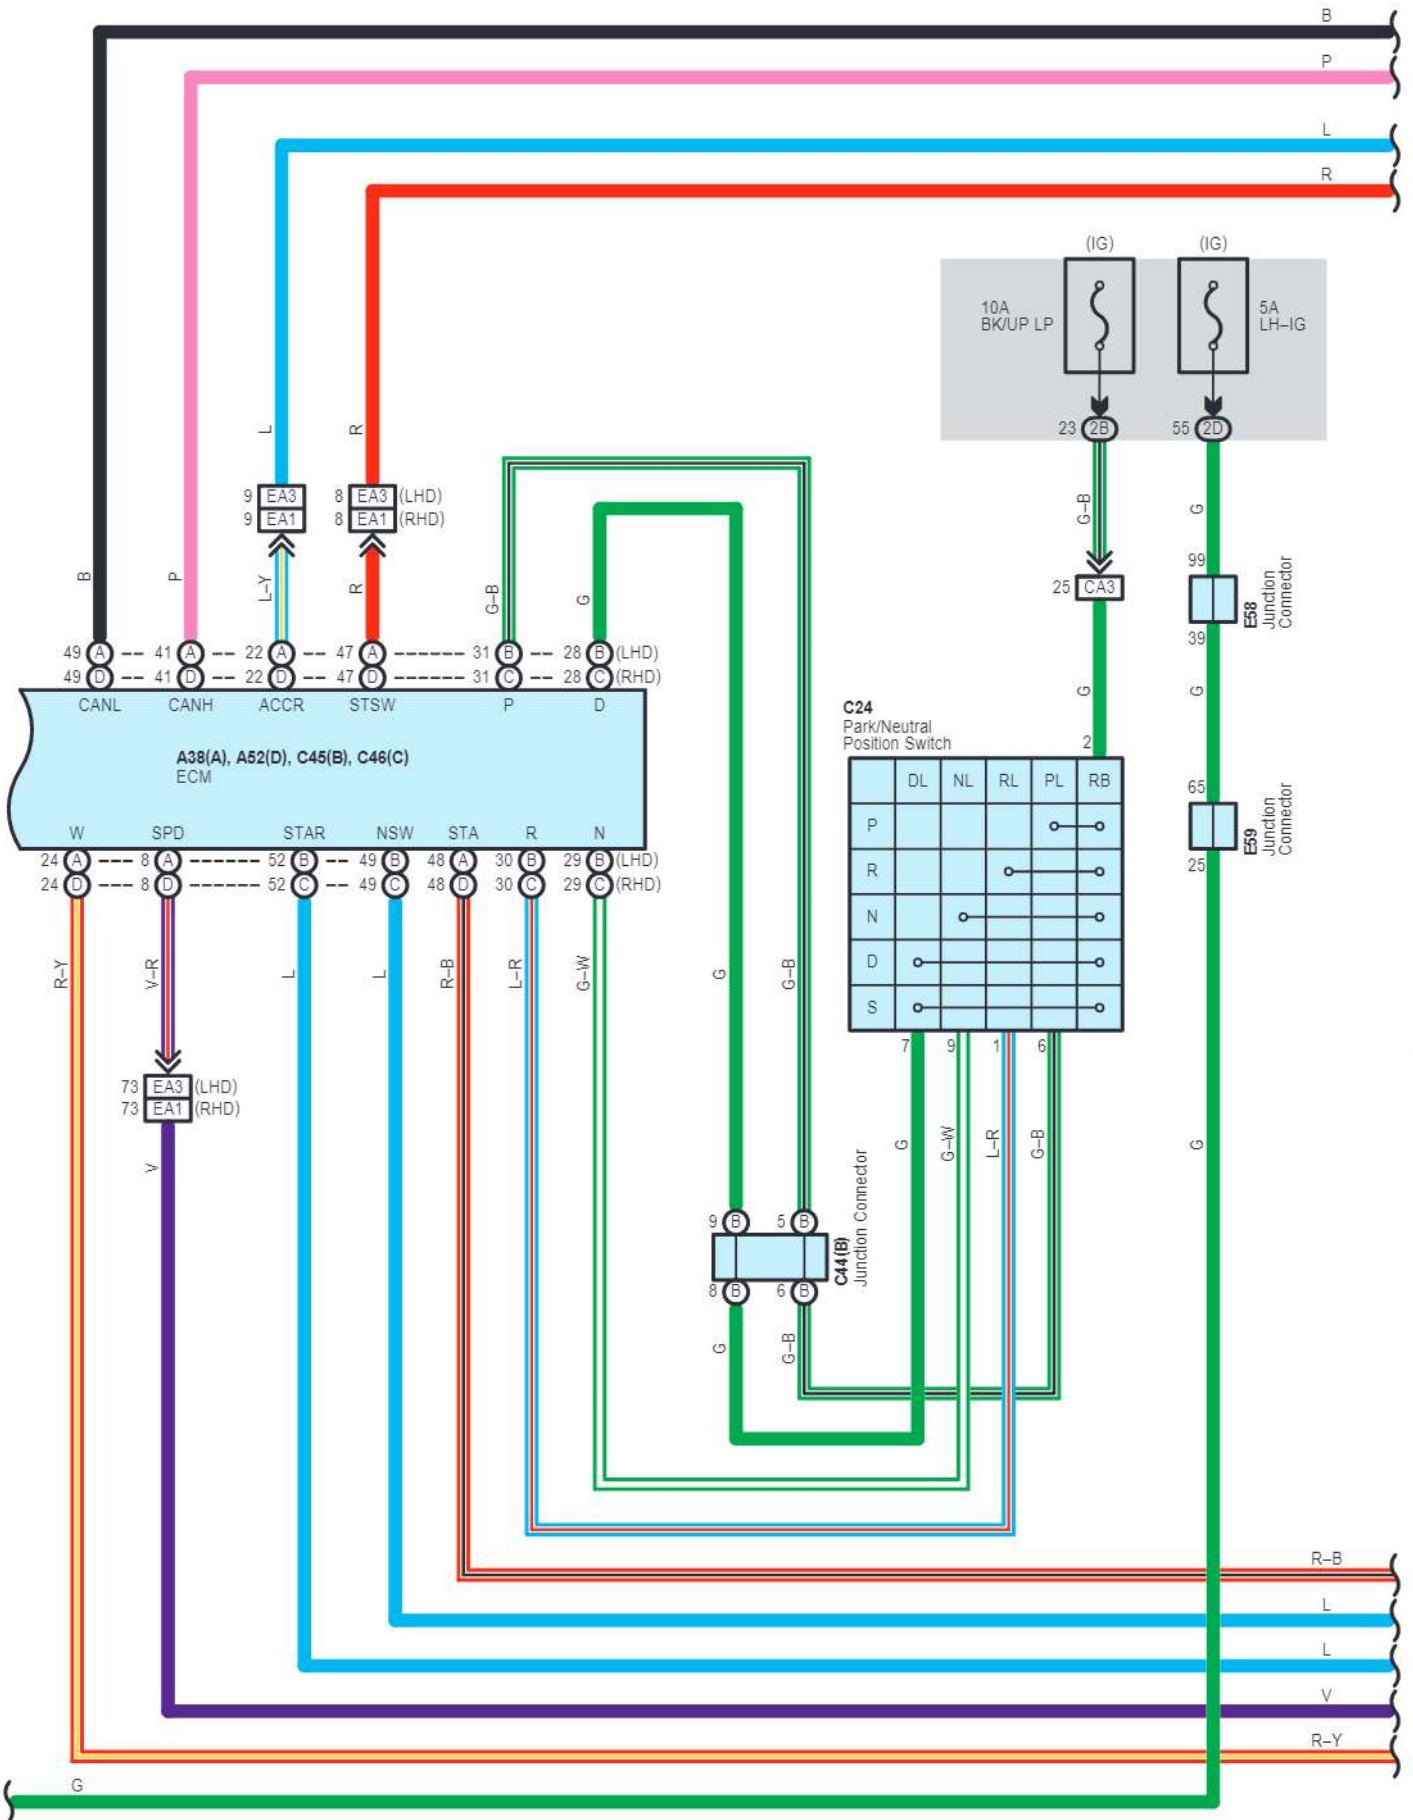 B
P
L
R
(IG) (IG)
10A
BK/UP LP
5A
LH–IG
23 2B 55 2D
L R
9 EA3 8 EA3 (LHD)
9 EA1 8 EA1 (RHD)
G–B G
99
E58
Junction
Connector
25 CA3
39
B P L–Y R G–B G
49 A 41 A 22 A 47 A 31 B 28 B (LHD)
49 D 41 D 22 D 47 D 31 C 28 C (RHD)
CANL CANH ACCR STSW P D
G G
A38(A), A52(D), C45(B), C46(C)
ECM
C24
Park/Neutral
Position Switch
2
65
E59
Junction
Connector
25
DL NL RL PL RB
P
R
N
D
S
W SPD STAR NSW STA R N
24 A 8 A 52 B 49 B 48 A 30 B 29 B (LHD)
24 D 8 D 52 C 49 C 48 D 30 C 29 C (RHD)
R–Y V–R L L R–B L–R G–W G G–B
7 9 1 6
73 EA3 (LHD)
73 EA1 (RHD)
V
G G–W L–R G–B G
9 B 5 B
C44(B)
Junction Connector
8 B 6 B
G G–B
R–B
L
L
V
R–Y
G